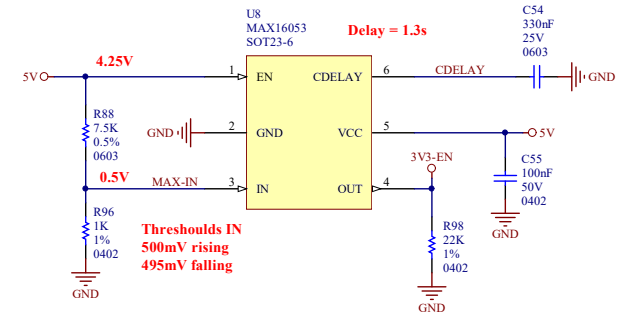 U8
MAX16053
SOT23-6
Delay = 1.3s
C54
330nF
25V
0603
4.25V
5V
1
EN
CDELAY
6
CDELAY
GND
R88
7.5K
0.5%
0603
GND
2
GND
VCC
5
5V
3V3-EN
C55
100nF
50V
0402
0.5V
MAX-IN
3
IN
OUT
4
R96
1K
1%
0402
Threshoulds IN
500mV rising
495mV falling
R98
22K
1%
0402
GND
GND
GND